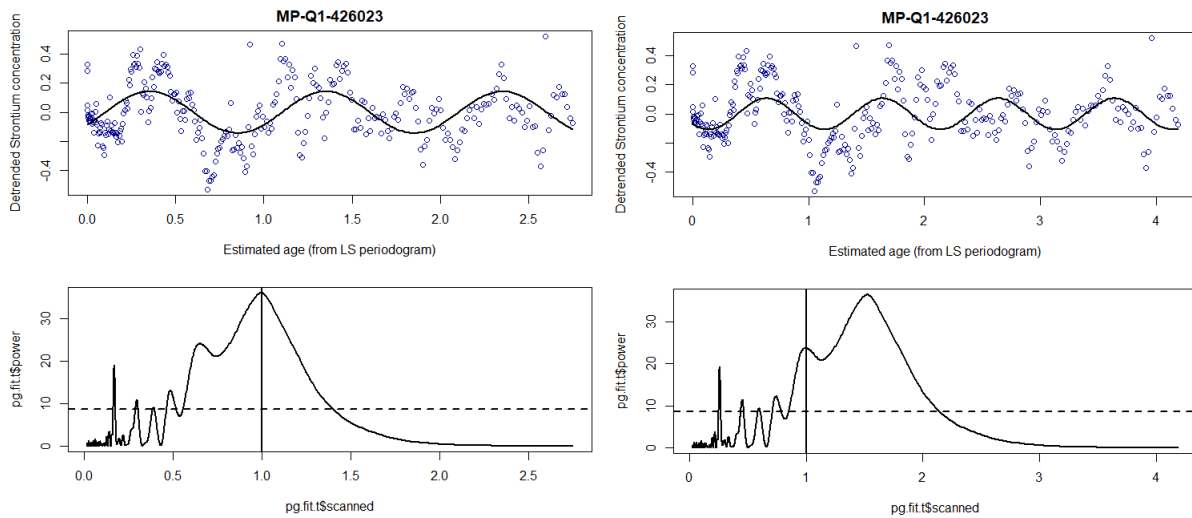 MP-Q1-426023
Detrended Strontium concentration
0.4
0.0
-0.4
0.0 0.5 1.0 1.5 2.0 2.5
Estimated age (from LS periodogram)
MP-Q1-426023
Detrended Strontium concentration
0.4
0.0
-0.4
0 1 2 3 4
Estimated age (from LS periodogram)
pg.fit.t$power
30
20
10
0
0.0 0.5 1.0 1.5 2.0 2.5
pg.fit.t$scanned
pg.fit.t$power
30
20
10
0
0 1 2 3 4
pg.fit.t$scanned